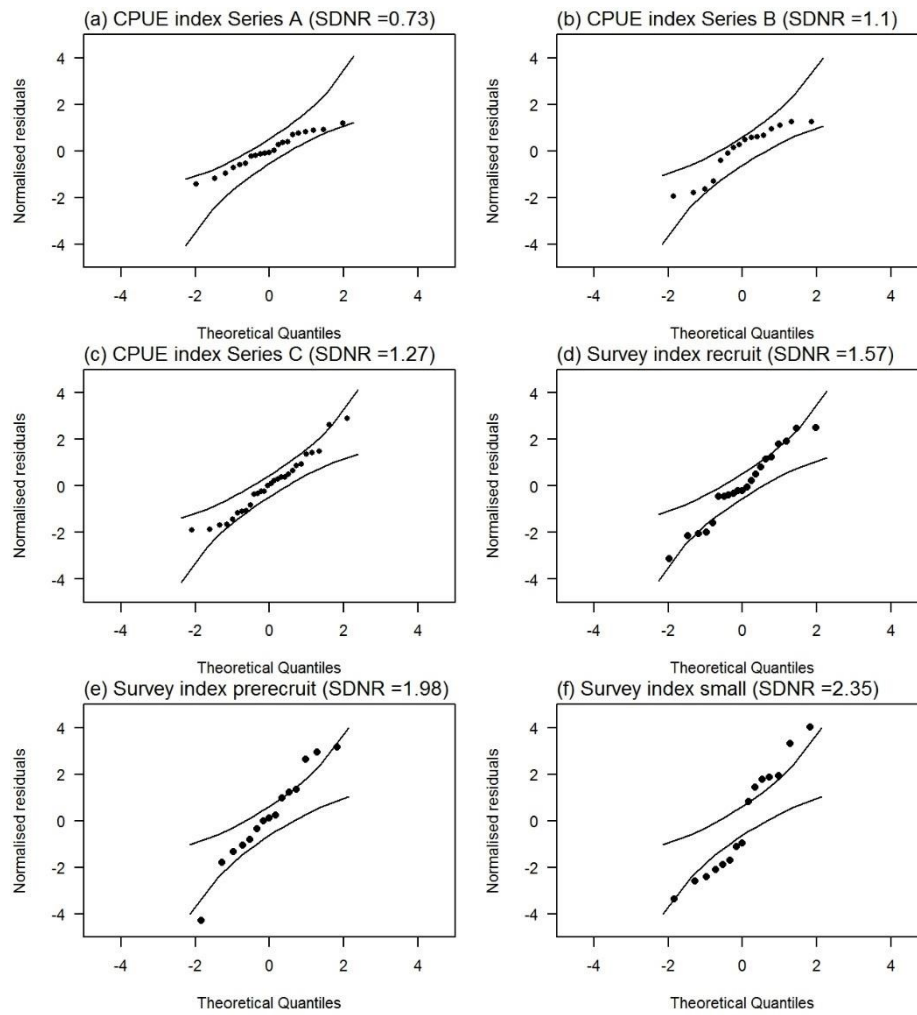 (a) CPUE index Series A (SDNR =0.73)
(b) CPUE index Series B (SDNR =1.1)
Normalised residuals
4
2
0
-2
-4
-4 -2 0 2 4
Theoretical Quantiles
Normalised residuals
4
2
0
-2
-4
-4 -2 0 2 4
Theoretical Quantiles
(c) CPUE index Series C (SDNR =1.27)
(d) Survey index recruit (SDNR =1.57)
Normalised residuals
4
2
0
-2
-4
-4 -2 0 2 4
Theoretical Quantiles
Normalised residuals
4
2
0
-2
-4
-4 -2 0 2 4
Theoretical Quantiles
(e) Survey index prerecruit (SDNR =1.98)
(f) Survey index small (SDNR =2.35)
Normalised residuals
4
2
0
-2
-4
-4 -2 0 2 4
Theoretical Quantiles
Normalised residuals
4
2
0
-2
-4
-4 -2 0 2 4
Theoretical Quantiles